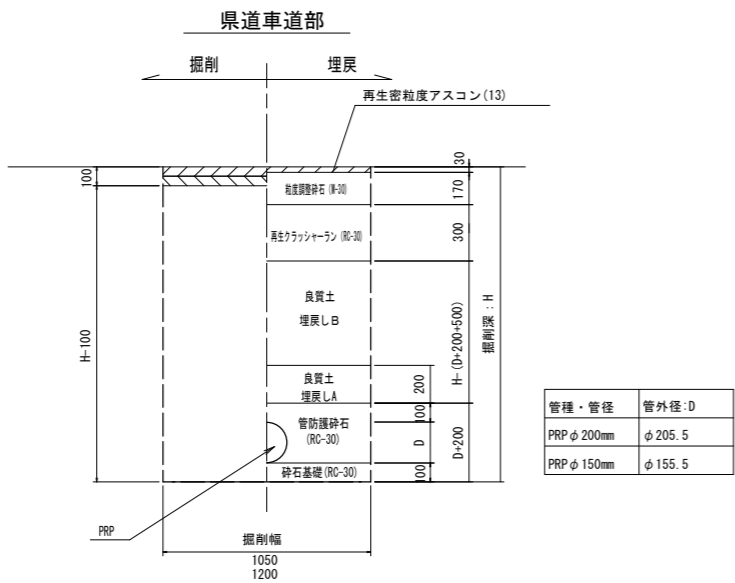 県道車道部
掘削
埋戻
再生密粒度アスコン(13)
100
30
粒度調整砕石(M-30)
170
再生クラッシャーラン(RC-30)
300
良質土
埋戻しB
H-100
H-(D+200+500)
掘削深:H
良質土
埋戻しA
200
管防護砕石
(RC-30)
100
D
D+200
砕石基礎(RC-30)
100
PRP
掘削幅
1050
1200
管種・管径
管外径:D
PRPφ200mm
φ205.5
PRPφ150mm
φ155.5